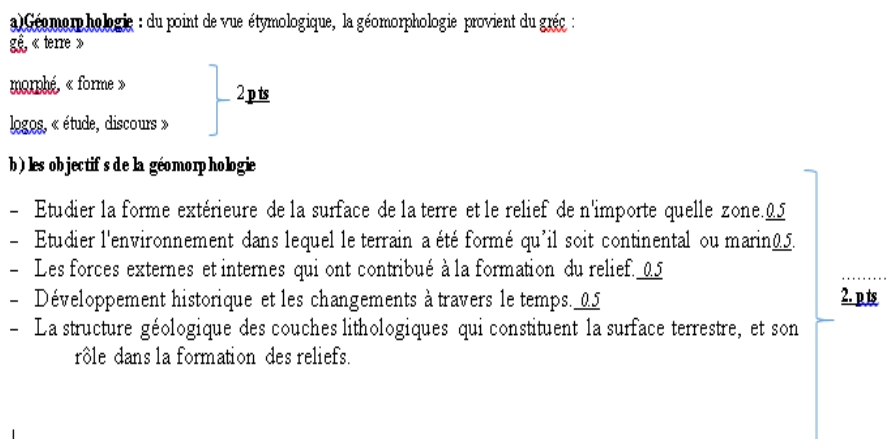 a)Géomorphologie : du point de vue étymologique, la géomorphologie provient du gréc :
gê, « terre »
morphé, « forme »
2 pts
logos, « étude, discours »
b) les objectif s de la géomorphologie
- Etudier la forme extérieure de la surface de la terre et le relief de n'importe quelle zone.0.5
- Etudier l'environnement dans lequel le terrain a été formé qu’il soit continental ou marin0.5.
- Les forces externes et internes qui ont contribué à la formation du relief. 0.5
- Développement historique et les changements à travers le temps. 0.5
2. pts
- La structure géologique des couches lithologiques qui constituent la surface terrestre, et son
rôle dans la formation des reliefs.